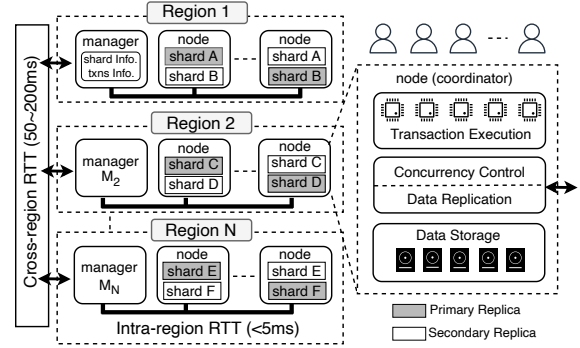 Cross-region RTT (50~200ms)
Region 1
manager
shard Info.
txns Info.
node
shard A
shard B
node
shard A
shard B
Region 2
manager
M2
node
shard C
shard D
node
shard C
shard D
Region N
manager
MN
node
shard E
shard F
node
shard E
shard F
Intra-region RTT (<5ms)
node (coordinator)
Transaction Execution
Concurrency Control
Data Replication
Data Storage
Primary Replica
Secondary Replica